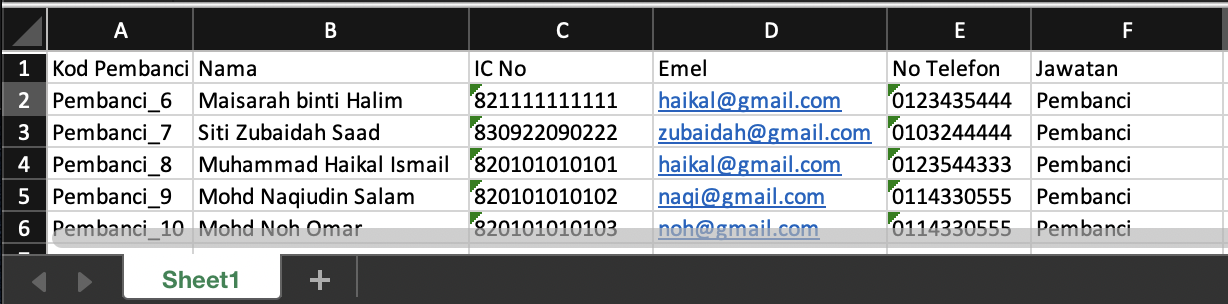 A B C D E F
1 Kod Pembanci Nama IC No Emel No Telefon Jawatan
2 Pembanci_6 Maisarah binti Halim 821111111111 haikal@gmail.com 0123435444 Pembanci
3 Pembanci_7 Siti Zubaidah Saad 830922090222 zubaidah@gmail.com 0103244444 Pembanci
4 Pembanci_8 Muhammad Haikal Ismail 820101010101 haikal@gmail.com 0123544333 Pembanci
5 Pembanci_9 Mohd Naqiudin Salam 820101010102 naqi@gmail.com 0114330555 Pembanci
6 Pembanci_10 Mohd Noh Omar 820101010103 noh@gmail.com 0114330555 Pembanci
Sheet1 +